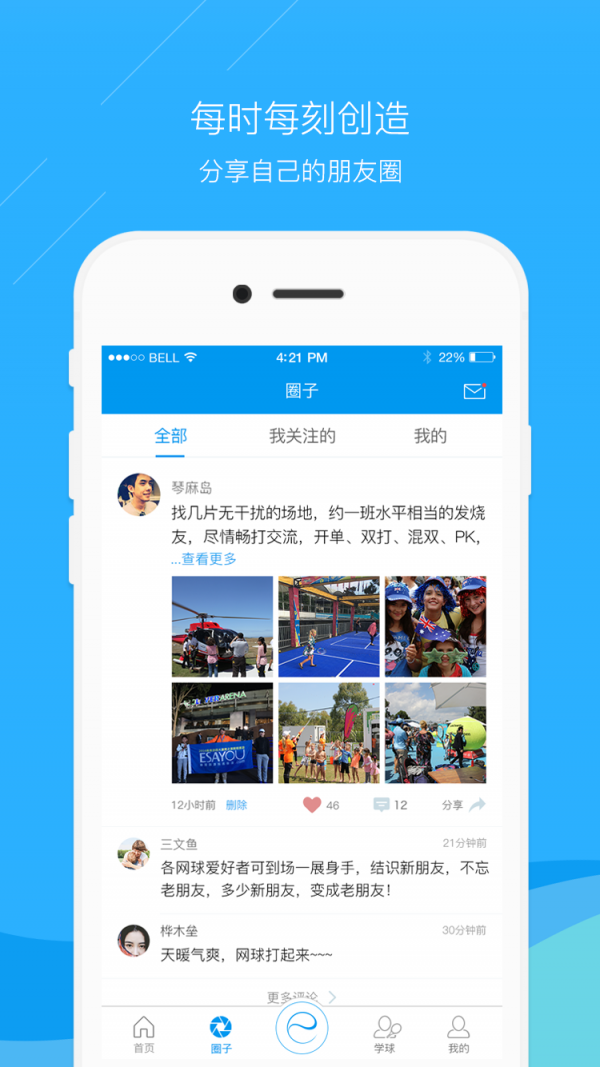 每时每刻创造
分享自己的朋友圈
BELL
4:21 PM
22%
圈子
全部
我关注的
我的
琴麻岛
找几片无干扰的场地，约一班水平相当的发烧
友，尽情畅打交流，开单、双打、混双、PK，
...查看更多
ESAYOU
12小时前
删除
46
12
分享
三文鱼
21分钟前
各网球爱好者可到场一展身手，结识新朋友，不忘
老朋友，多少新朋友，变成老朋友！
桦木垒
30分钟前
天暖气爽，网球打起来~~~
更多评论
首页
圈子
学球
我的